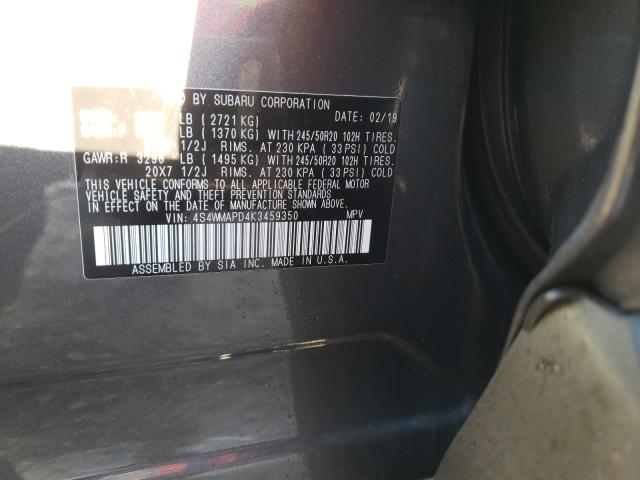 BY SUBARU CORPORATION DATE: 02/19
LB ( 2721 KG)
LB ( 1370 KG) WITH 245/50R20 102H TIRES.
1/2J RIMS. AT 230 KPA ( 33 PSI) COLD
GAWR:R 3296 LB ( 1495 KG) WITH 245/50R20 102H TIRES.
20X7 1/2J RIMS. AT 230 KPA ( 33 PSI) COLD
THIS VEHICLE CONFORMS TO ALL APPLICABLE FEDERAL MOTOR
VEHICLE SAFETY AND THEFT PREVENTION STANDARDS
IN EFFECT ON THE DATE OF MANUFACTURE SHOWN ABOVE.
VIN: 4S4WMAPD4K3459350 MPV
ASSEMBLED BY SIA INC. MADE IN U.S.A.